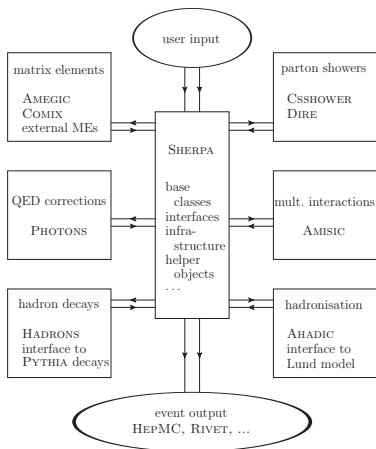 user input
matrix elements
AMEGIC
COMIX
external MEs
parton showers
CSSHOWER
DIRE
SHERPA
base
classes
interfaces
infra-
structure
helper
objects
...
QED corrections
PHOTONS
mult. interactions
AMISIC
hadron decays
HADRONS
interface to
PYTHIA decays
hadronisation
AHADIC
interface to
Lund model
event output
HEPMC, RIVET, ...